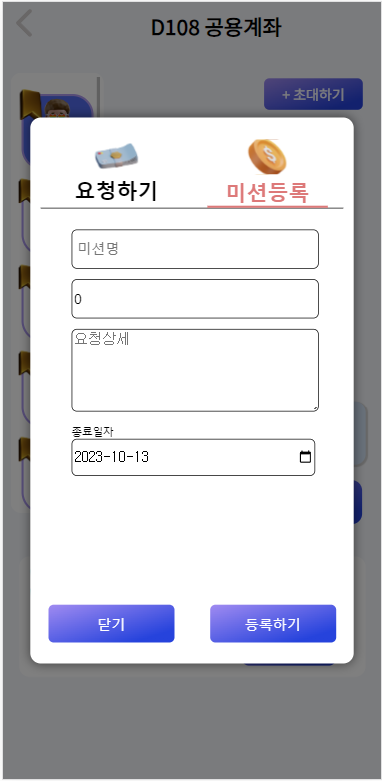 D108 공용계좌
+ 초대하기
요청하기
미션등록
미션명
0
요청상세
종료일자
2023-10-13
닫기
등록하기